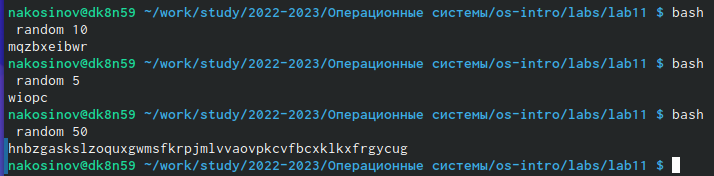 nakosinov@dk8n59 ~/work/study/2022-2023/Операционные системы/os-intro/labs/lab11 $ bash
random 10
mqzbxeibwr
nakosinov@dk8n59 ~/work/study/2022-2023/Операционные системы/os-intro/labs/lab11 $ bash
random 5
wiopc
nakosinov@dk8n59 ~/work/study/2022-2023/Операционные системы/os-intro/labs/lab11 $ bash
random 50
hnbzgaskslzoquxgwmsfkrpjmlvvaovpkcvfbcxklkxfrgycug
nakosinov@dk8n59 ~/work/study/2022-2023/Операционные системы/os-intro/labs/lab11 $